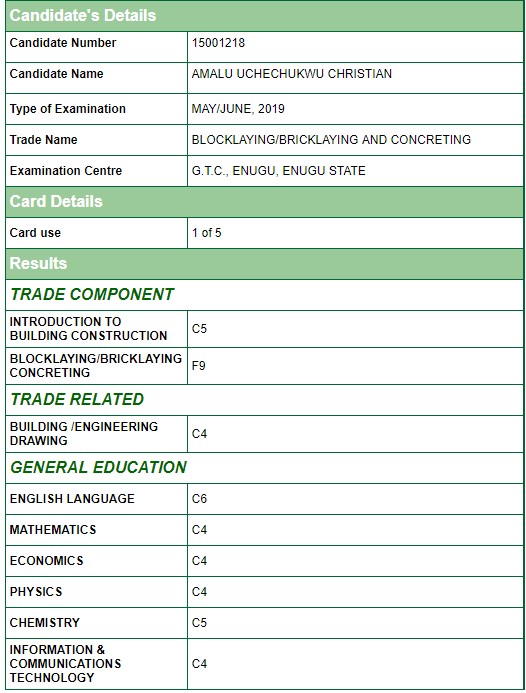 Candidate's Details
Candidate Number 15001218
Candidate Name AMALU UCHECHUKWU CHRISTIAN
Type of Examination MAY/JUNE, 2019
Trade Name BLOCKLAYING/BRICKLAYING AND CONCRETING
Examination Centre G.T.C., ENUGU, ENUGU STATE
Card Details
Card use 1 of 5
Results
TRADE COMPONENT
INTRODUCTION TO
BUILDING CONSTRUCTION C5
BLOCKLAYING/BRICKLAYING
CONCRETING F9
TRADE RELATED
BUILDING /ENGINEERING
DRAWING C4
GENERAL EDUCATION
ENGLISH LANGUAGE C6
MATHEMATICS C4
ECONOMICS C4
PHYSICS C4
CHEMISTRY C5
INFORMATION &
COMMUNICATIONS
TECHNOLOGY C4